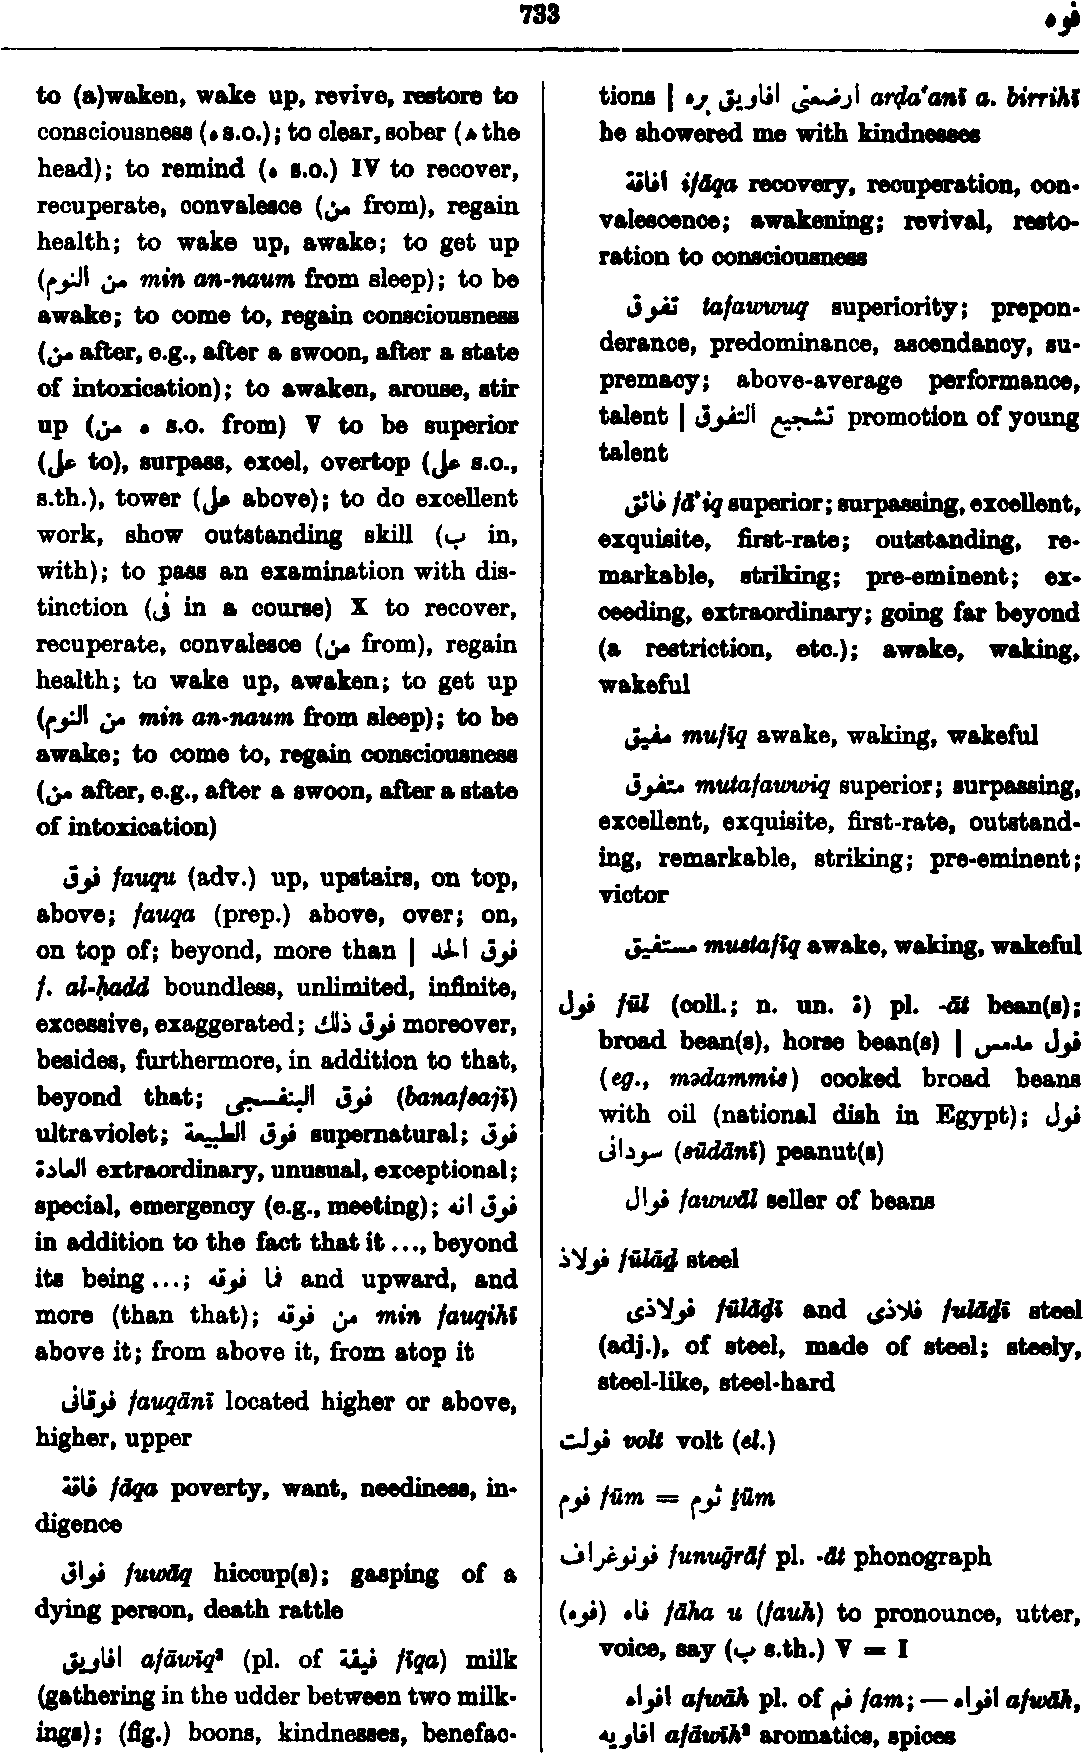 733
فوه
to (a)waken, wake up, revive, restore to
consciousness (ه s.o.); to clear, sober (ه the
head); to remind (ه s.o.) IV to recover,
recuperate, convalesce (من from), regain
health; to wake up, awake; to get up
(من النوم min an-naum from sleep); to be
awake; to come to, regain consciousness
(من after, e.g., after a swoon, after a state
of intoxication); to awaken, arouse, stir
up (ه من s.o. from) V to be superior
(على to), surpass, excel, overtop (على s.o.,
s.th.), tower (على above); to do excellent
work, show outstanding skill (ب in,
with); to pass an examination with dis-
tinction (فى in a course) X to recover,
recuperate, convalesce (من from), regain
health; to wake up, awaken; to get up
(من النوم min an-naum from sleep); to be
awake; to come to, regain consciousness
(من after, e.g., after a swoon, after a state
of intoxication)
فوق fauqu (adv.) up, upstairs, on top,
above; fauqa (prep.) above, over; on,
on top of; beyond, more than | فوق الحد
f. al-ḥadd boundless, unlimited, infinite,
excessive, exaggerated; فوق ذلك moreover,
besides, furthermore, in addition to that,
beyond that; فوق البنفسجى (banafsajī)
ultraviolet; فوق الطبيعة supernatural; فوق
العادة extraordinary, unusual, exceptional;
special, emergency (e.g., meeting); فوق انه
in addition to the fact that it ..., beyond
its being ...; فا فوقه and upward, and
more (than that); من فوقه min fauqihī
above it; from above it, from atop it
فوقانى fauqānī located higher or above,
higher, upper
فاقة fāqa poverty, want, neediness, in-
digence
فواق fuwāq hiccup(s); gasping of a
dying person, death rattle
افاويق afāwīq² (pl. of فيقة fīqa) milk
(gathering in the udder between two milk-
ings); (fig.) boons, kindnesses, benefac-
tions | ارضعنى افاويق بره arḍa'anī a. birrihī
he showered me with kindnesses
افاقة ifāqa recovery, recuperation, con-
valescence; awakening; revival, resto-
ration to consciousness
تفوق tafawwuq superiority; prepon-
derance, predominance, ascendancy, su-
premacy; above-average performance,
talent | تشجيع التفوق promotion of young
talent
فائق fā'iq superior; surpassing, excellent,
exquisite, first-rate; outstanding, re-
markable, striking; pre-eminent; ex-
ceeding, extraordinary; going far beyond
(a restriction, etc.); awake, waking,
wakeful
مفيق mufīq awake, waking, wakeful
متفوق mutafawwiq superior; surpassing,
excellent, exquisite, first-rate, outstand-
ing, remarkable, striking; pre-eminent;
victor
مستفيق mustafīq awake, waking, wakeful
فول fūl (coll.; n. un. ة) pl. -āt bean(s);
broad bean(s), horse bean(s) | فول مدمس
(eg., mədammis) cooked broad beans
with oil (national dish in Egypt); فول
سودانى (sūdānī) peanut(s)
فوال fawwāl seller of beans
فولاذ fūlāḏ steel
فولاذى fūlāḏī and فلاذى fulāḏī steel
(adj.), of steel, made of steel; steely,
steel-like, steel-hard
فولت volt volt (el.)
فوم fūm = ثوم ṯūm
فونوغراف funuḡrāf pl. -āt phonograph
(فوه) فاه fāha u (fauh) to pronounce, utter,
voice, say (ب s.th.) V = I
افواه afwāh pl. of فم fam; — افواه afwāh,
افاويه afāwīh² aromatics, spices